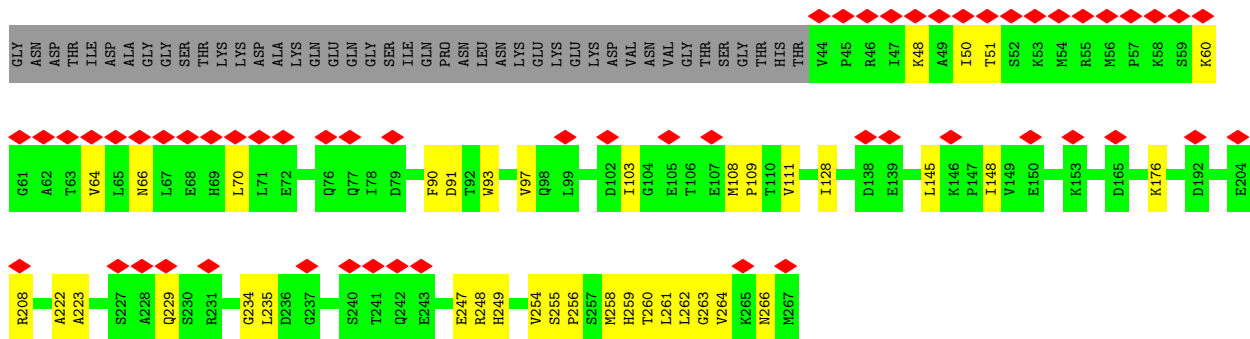 GLY ASN ASP THR ILE ASP ALA GLY GLY SER THR LYS LYS ASP ALA LYS GLN GLU GLU GLN GLY SER ILE GLN PRO ASN LEU ASN LYS GLU LYS GLU LYS ASP VAL ASN VAL GLY THR SER GLY THR HIS THR V44 P45 R46 I47 K48 A49 I50 T51 S52 K53 M54 R55 M56 P57 K58 S59 K60
G61 A62 T63 V64 L65 N66 L67 E68 H69 L70 L71 E72 Q76 Q77 I78 D79 F90 D91 T92 W93 V97 Q98 L99 D102 I103 G104 E105 T106 E107 M108 P109 T110 V111 I128 D138 E139 L145 K146 P147 I148 V149 E150 K153 D165 K176 D192 E204
R208 A222 A223 S227 A228 Q229 S230 R231 G234 L235 D236 G237 S240 T241 Q242 E243 E247 R248 H249 V254 S255 P256 S257 M258 H259 T260 L261 L262 G263 V264 K265 N266 M267